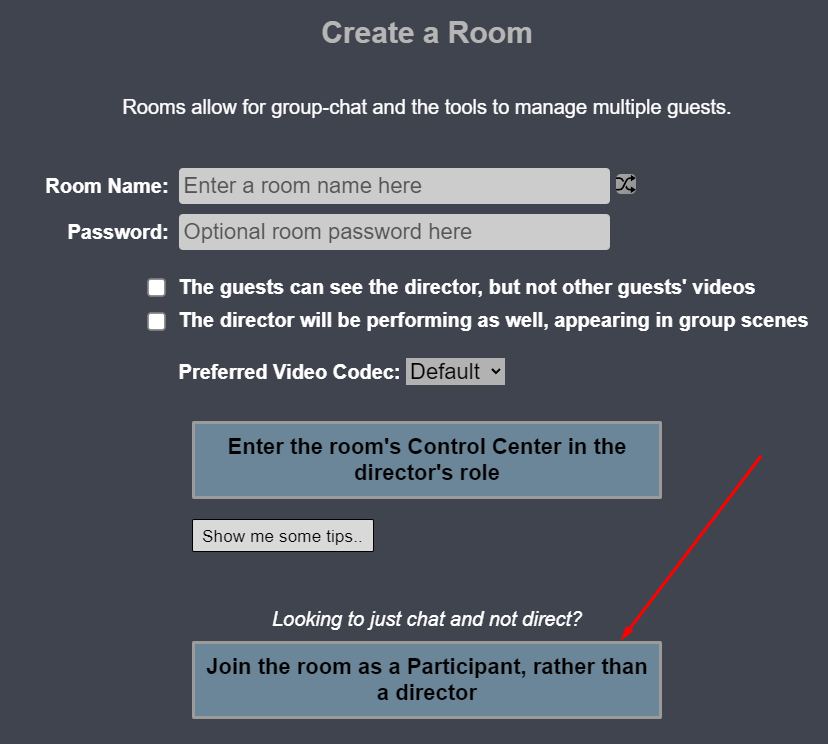 Create a Room
Rooms allow for group-chat and the tools to manage multiple guests.
Room Name: Enter a room name here
Password: Optional room password here
The guests can see the director, but not other guests' videos
The director will be performing as well, appearing in group scenes
Preferred Video Codec: Default
Enter the room's Control Center in the
director's role
Show me some tips..
Looking to just chat and not direct?
Join the room as a Participant, rather than
a director